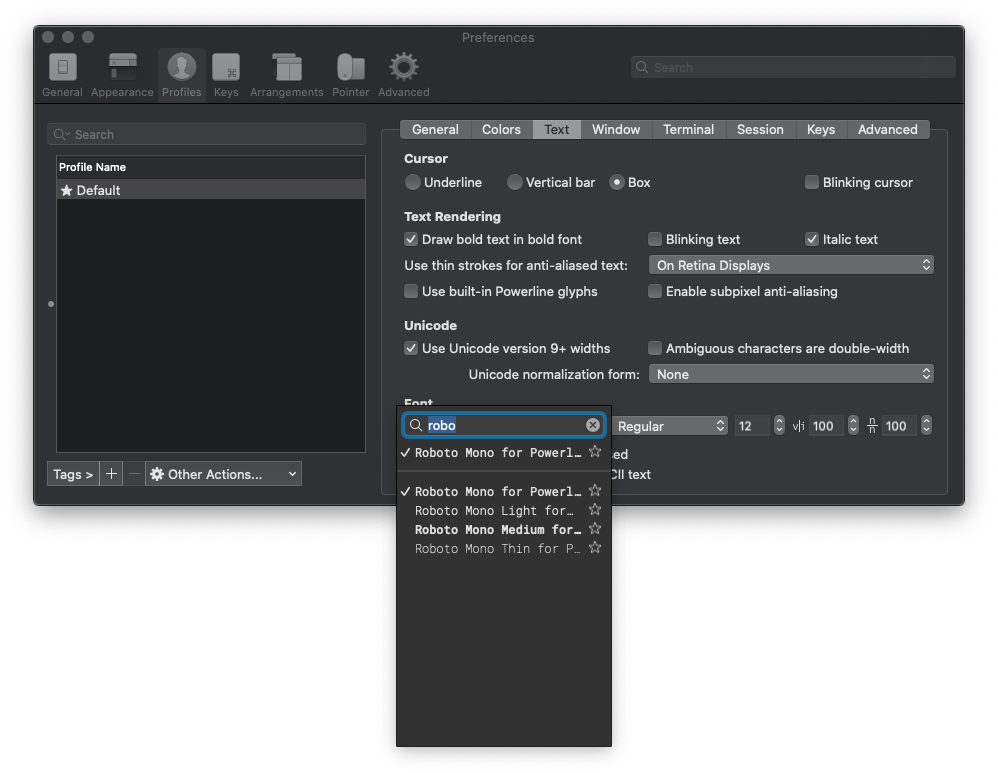 Preferences
General Appearance Profiles Keys Arrangements Pointer Advanced
Search
Search
Profile Name
Default
Tags >
+
Other Actions...
General Colors Text Window Terminal Session Keys Advanced
Cursor
Underline Vertical bar Box Blinking cursor
Text Rendering
Draw bold text in bold font Blinking text Italic text
Use thin strokes for anti-aliased text: On Retina Displays
Use built-in Powerline glyphs Enable subpixel anti-aliasing
Unicode
Use Unicode version 9+ widths Ambiguous characters are double-width
Unicode normalization form: None
Font
robo
Regular 12 v|i 100 n/n 100
Roboto Mono for Powerl…
Roboto Mono for Powerl…
Roboto Mono Light for…
Roboto Mono Medium for…
Roboto Mono Thin for P…
text